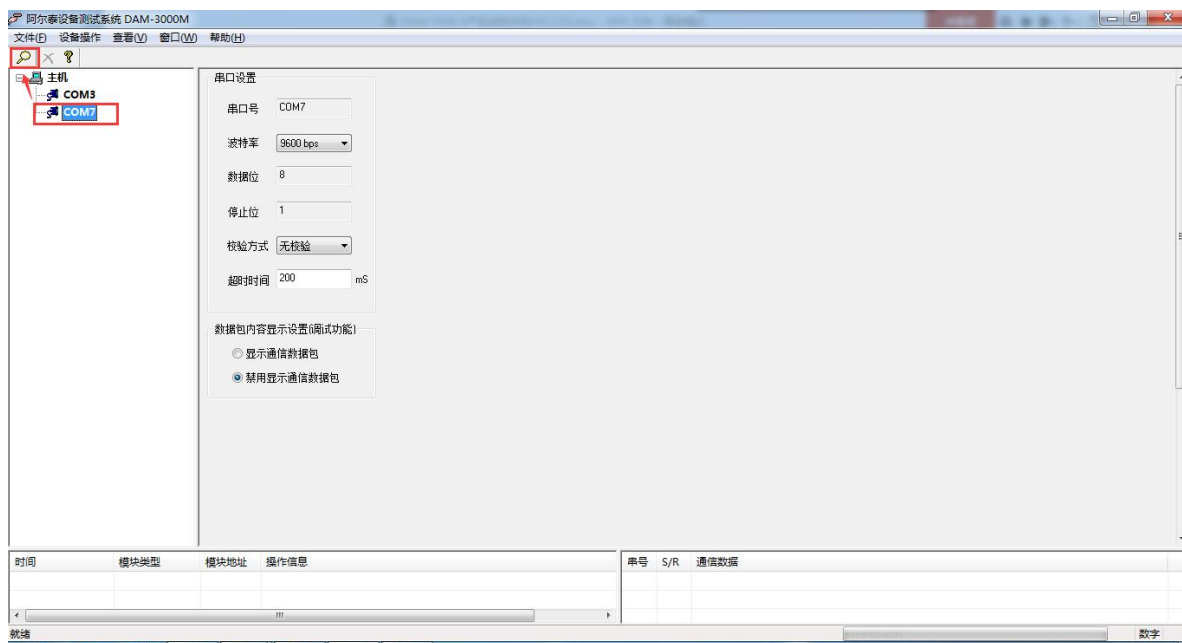 阿尔泰设备测试系统 DAM-3000M
文件(F) 设备操作 查看(V) 窗口(W) 帮助(H)
主机
COM3
COM7
串口设置
串口号 COM7
波特率 9600 bps
数据位 8
停止位 1
校验方式 无校验
超时时间 200 mS
数据包内容显示设置(调试功能)
显示通信数据包
禁用显示通信数据包
时间 模块类型 模块地址 操作信息
串号 S/R 通信数据
就绪 数字